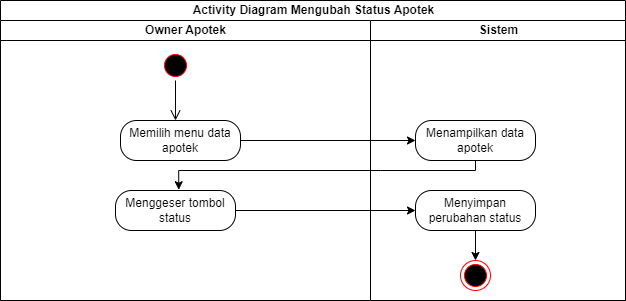 Activity Diagram Mengubah Status Apotek
Owner Apotek
Sistem
Memilih menu data
apotek
Menampilkan data
apotek
Menggeser tombol
status
Menyimpan
perubahan status